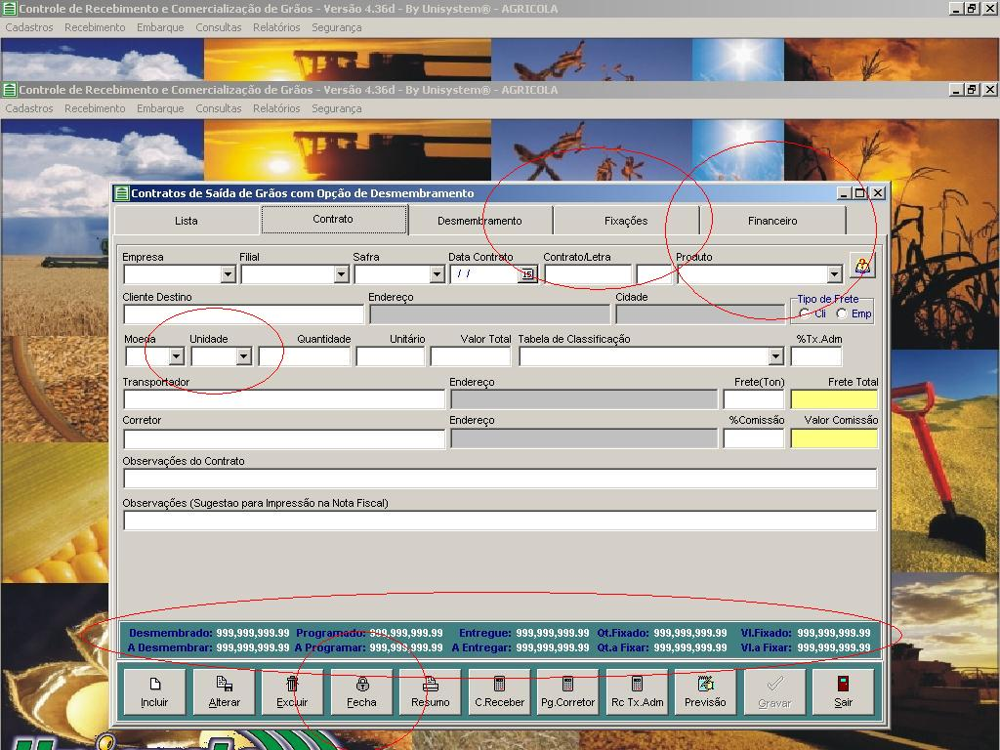 Controle de Recebimento e Comercialização de Grãos - Versão 4.36d - By Unisystem® - AGRICOLA
Cadastros Recebimento Embarque Consultas Relatórios Segurança
Controle de Recebimento e Comercialização de Grãos - Versão 4.36d - By Unisystem® - AGRICOLA
Cadastros Recebimento Embarque Consultas Relatórios Segurança
Contratos de Saída de Grãos com Opção de Desmembramento
Lista Contrato Desmembramento Fixações Financeiro
Empresa Filial Safra Data Contrato Contrato/Letra Produto
/ / 15
Cliente Destino Endereço Cidade Tipo de Frete
Cli Emp
Moeda Unidade Quantidade Unitário Valor Total Tabela de Classificação %Tx.Adm
Transportador Endereço Frete(Ton) Frete Total
Corretor Endereço %Comissão Valor Comissão
Observações do Contrato
Observações (Sugestao para Impressão na Nota Fiscal)
Desmembrado: 999,999,999.99 Programado: 999,999,999.99 Entregue: 999,999,999.99 Qt.Fixado: 999,999,999.99 Vl.Fixado: 999,999,999.99
A Desmembrar: 999,999,999.99 A Programar: 999,999,999.99 A Entregar: 999,999,999.99 Qt.a Fixar: 999,999,999.99 Vl.a Fixar: 999,999,999.99
Incluir Alterar Excluir Fecha Resumo C.Receber Pg.Corretor Rc Tx.Adm Previsão Gravar Sair